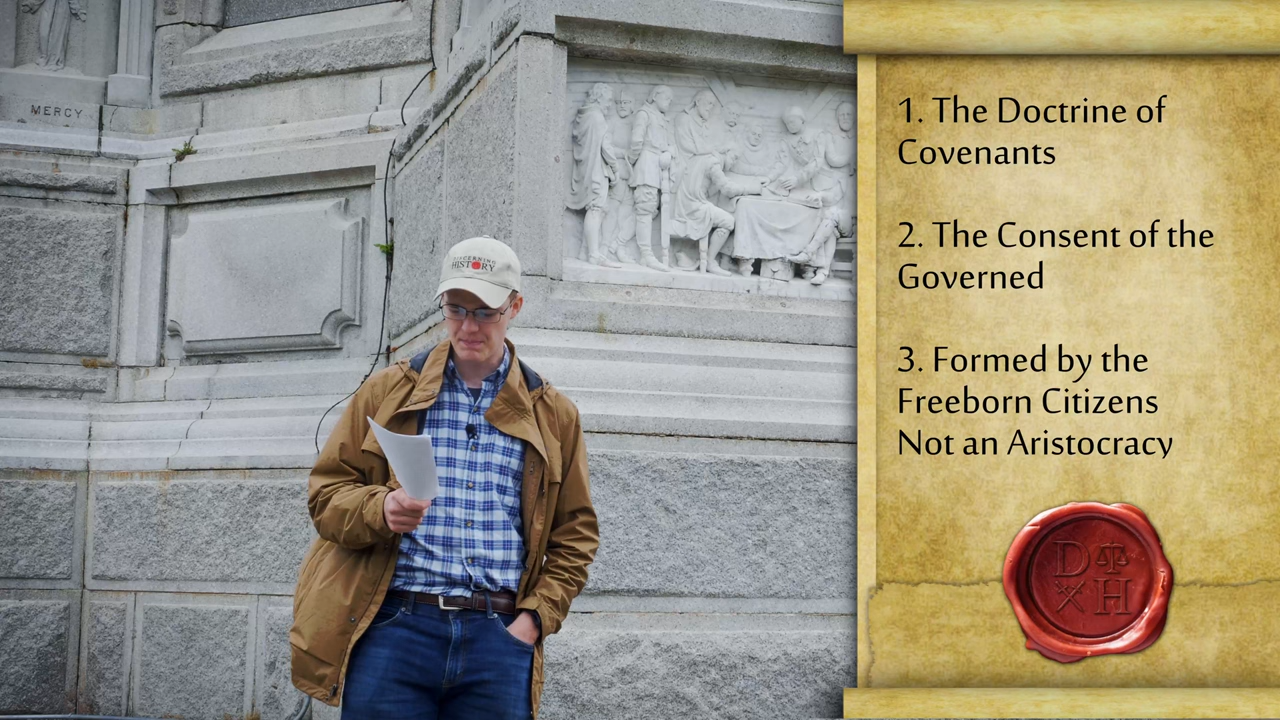 MERCY
DISCERNING
HISTORY
1. The Doctrine of
Covenants
2. The Consent of the
Governed
3. Formed by the
Freeborn Citizens
Not an Aristocracy
D
H